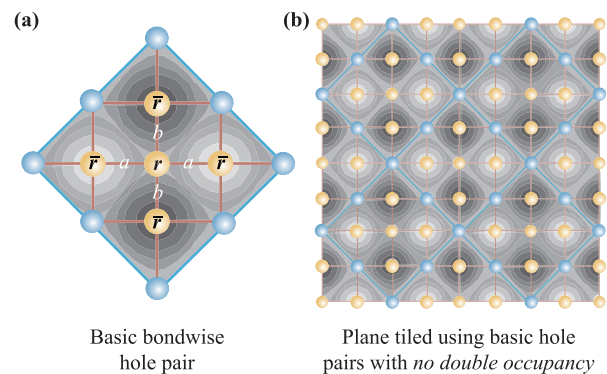 (a)
(b)
r̄
b
r̄ a r a r̄
b
r̄
Basic bondwise
hole pair
Plane tiled using basic hole
pairs with no double occupancy